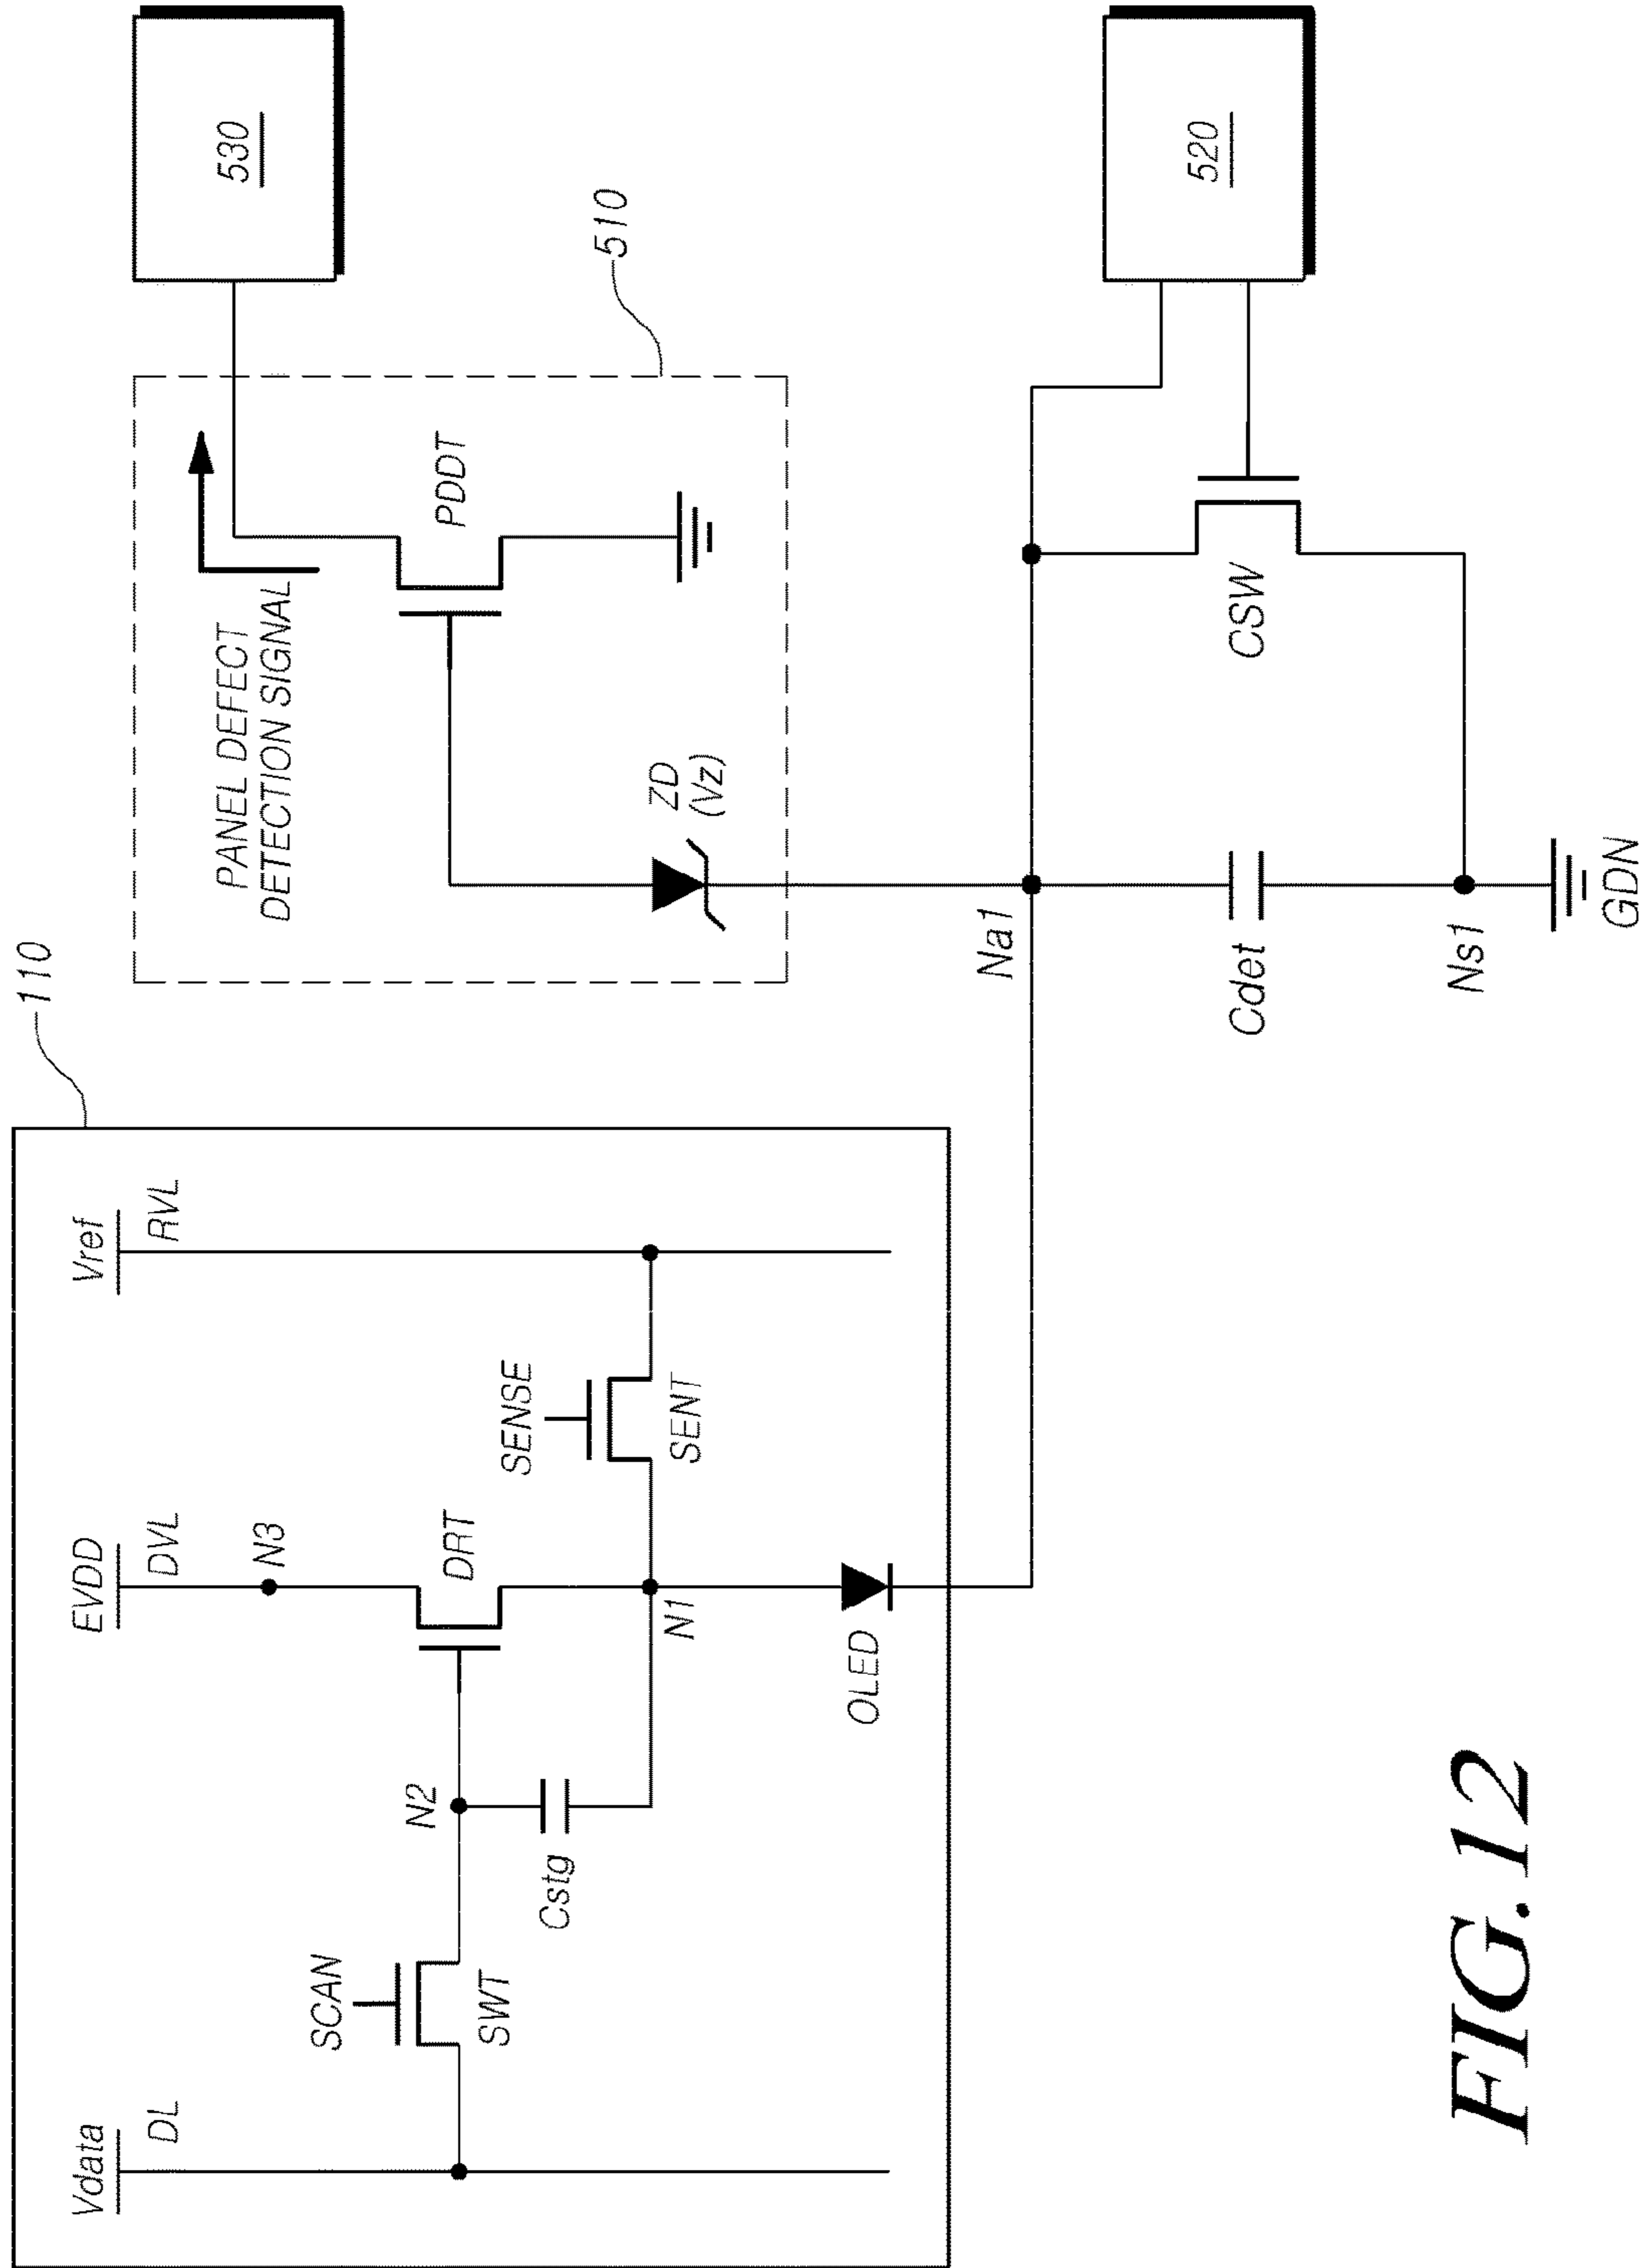 110
Vdata
DL
EVDD
DVL
N3
Vref
RVL
SCAN
SWT
N2
Cstg
DRT
SENSE
SENT
N1
OLED
PANEL DEFECT
DETECTION SIGNAL
PDDT
ZD
(Vz)
510
530
Na1
Cdet
Ns1
GDN
CSW
520
FIG.12